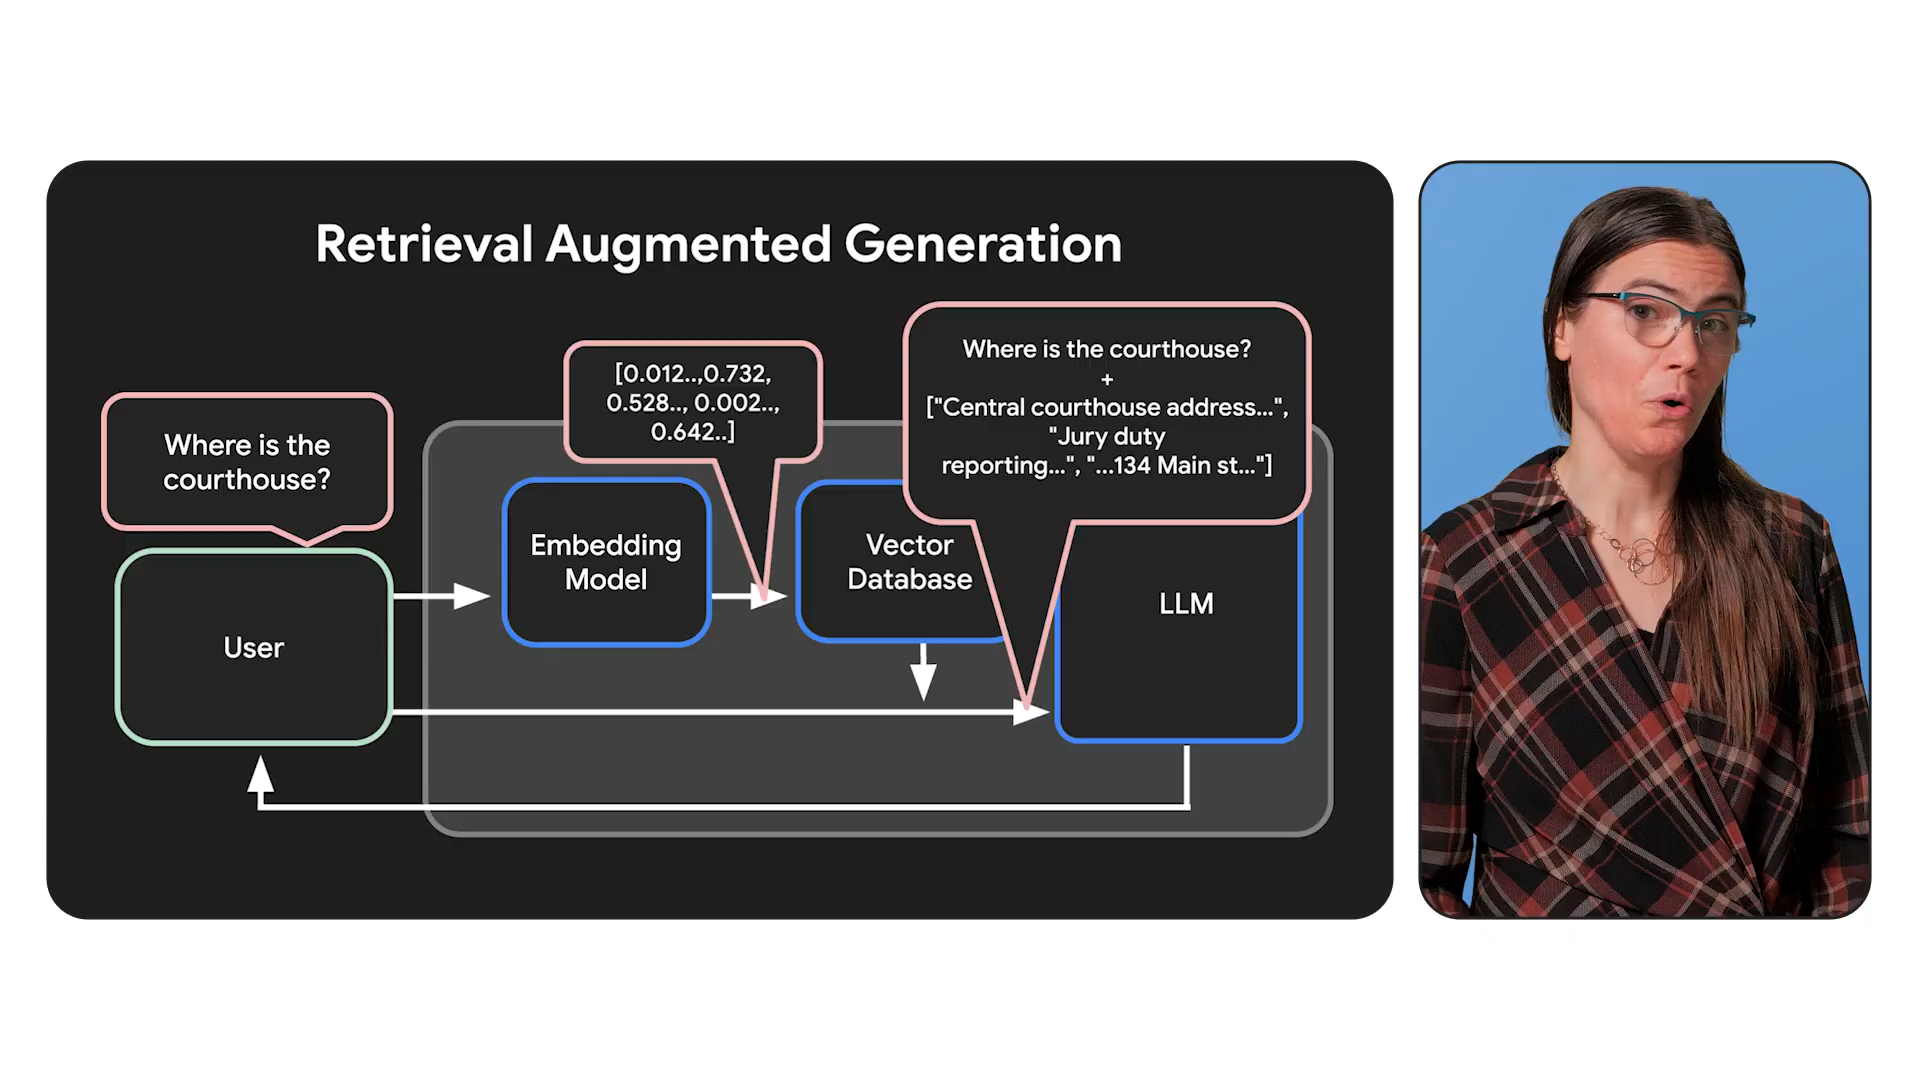 Retrieval Augmented Generation
Where is the
courthouse?
User
[0.012..,0.732,
0.528.., 0.002..,
0.642..]
Embedding
Model
Vector
Database
Where is the courthouse?
+
["Central courthouse address...",
"Jury duty
reporting...", "...134 Main st..."]
LLM